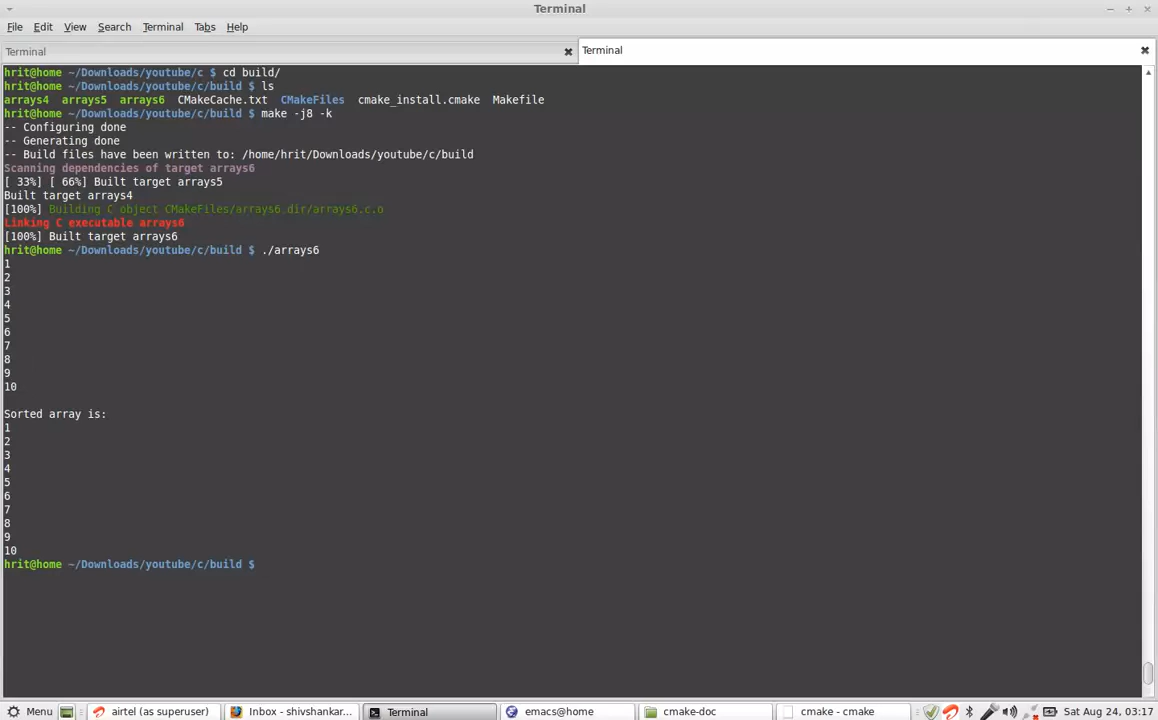 Terminal
File Edit View Search Terminal Tabs Help
Terminal
Terminal
hrit@home ~/Downloads/youtube/c $ cd build/
hrit@home ~/Downloads/youtube/c/build $ ls
arrays4 arrays5 arrays6 CMakeCache.txt CMakeFiles cmake_install.cmake Makefile
hrit@home ~/Downloads/youtube/c/build $ make -j8 -k
-- Configuring done
-- Generating done
-- Build files have been written to: /home/hrit/Downloads/youtube/c/build
Scanning dependencies of target arrays6
[ 33%] [ 66%] Built target arrays5
Built target arrays4
[100%] Building C object CMakeFiles/arrays6.dir/arrays6.c.o
Linking C executable arrays6
[100%] Built target arrays6
hrit@home ~/Downloads/youtube/c/build $ ./arrays6
1
2
3
4
5
6
7
8
9
10
Sorted array is:
1
2
3
4
5
6
7
8
9
10
hrit@home ~/Downloads/youtube/c/build $
Menu airtel (as superuser) Inbox - shivshankar... Terminal emacs@home cmake-doc cmake - cmake Sat Aug 24, 03:17